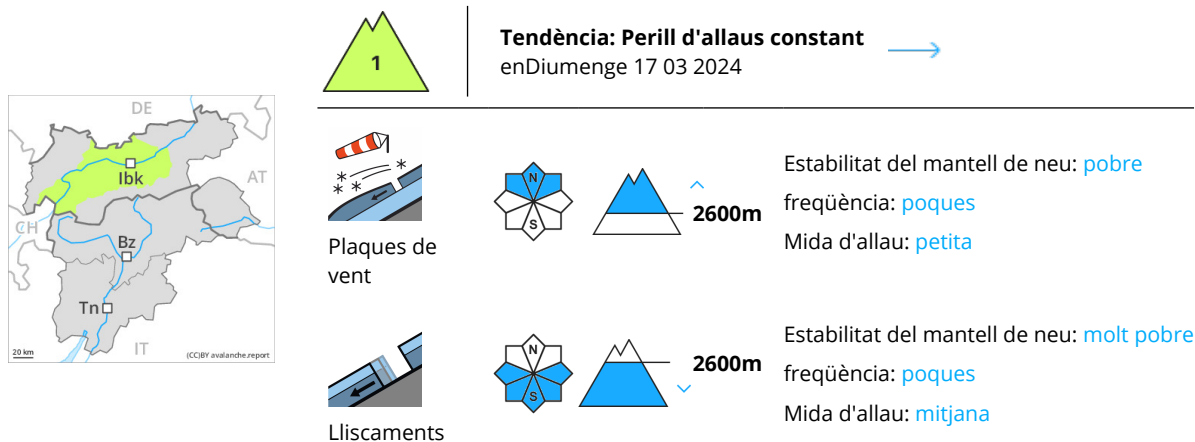 1
Tendència: Perill d'allaus constant
enDiumenge 17 03 2024
DE
Ibk
AT
CH
Bz
Tn
IT
20 km
(CC)BY avalanche.report
N
S
2600m
Plaques de
vent
Estabilitat del mantell de neu: pobre
freqüència: poques
Mida d'allau: petita
N
S
2600m
Lliscaments
Estabilitat del mantell de neu: molt pobre
freqüència: poques
Mida d'allau: mitjana